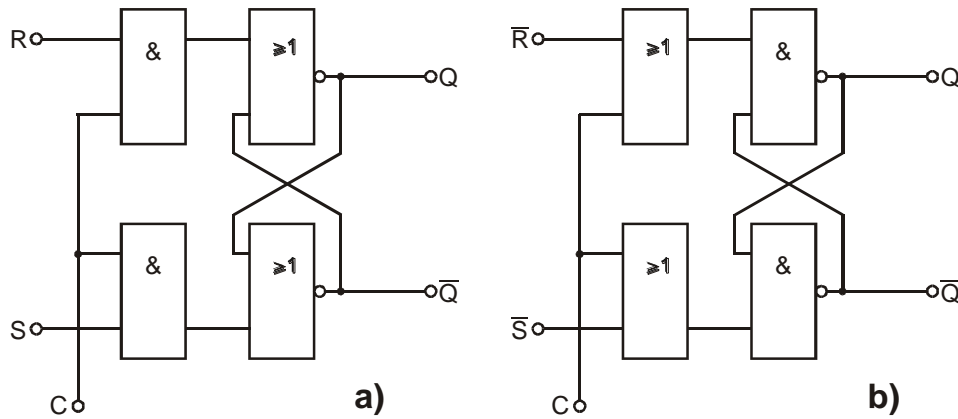 R & ≥1 Q
& ≥1 Q̅
S
C a)
R̅ ≥1 & Q
≥1 & Q̅
S̅
C b)